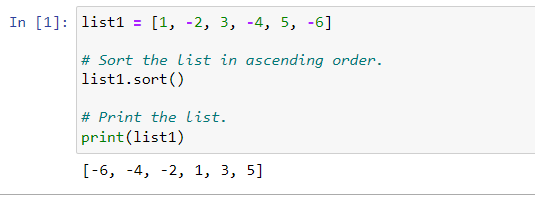 In [1]: list1 = [1, -2, 3, -4, 5, -6]
# Sort the list in ascending order.
list1.sort()
# Print the list.
print(list1)
[-6, -4, -2, 1, 3, 5]